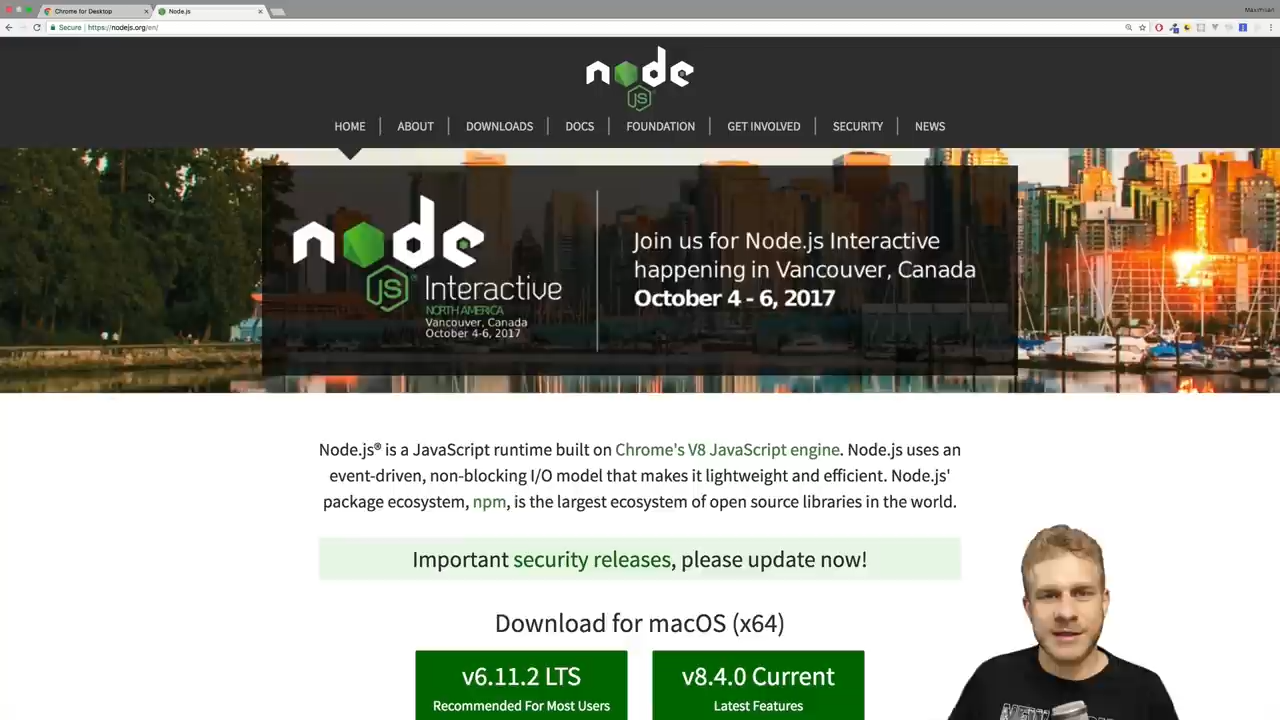 Chrome for Desktop
Node.js
Maximilian
Secure
https://nodejs.org/en/
node
JS
HOME
ABOUT
DOWNLOADS
DOCS
FOUNDATION
GET INVOLVED
SECURITY
NEWS
node
JS
Interactive
NORTH AMERICA
Vancouver, Canada
October 4-6, 2017
Join us for Node.js Interactive
happening in Vancouver, Canada
October 4 - 6, 2017
Node.js® is a JavaScript runtime built on Chrome's V8 JavaScript engine. Node.js uses an
event-driven, non-blocking I/O model that makes it lightweight and efficient. Node.js'
package ecosystem, npm, is the largest ecosystem of open source libraries in the world.
Important security releases, please update now!
Download for macOS (x64)
v6.11.2 LTS
Recommended For Most Users
v8.4.0 Current
Latest Features